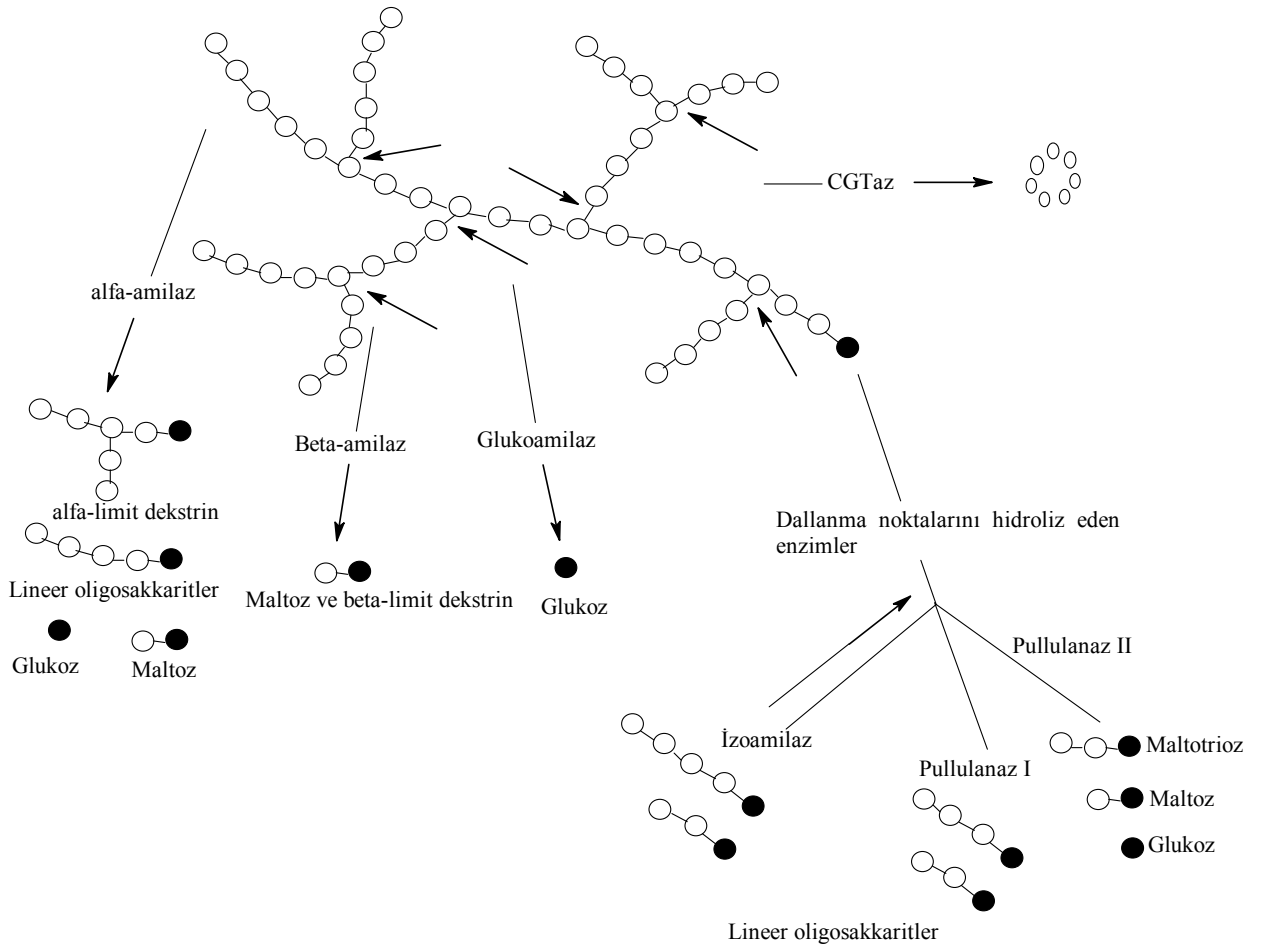 CGTaz
alfa-amilaz
Beta-amilaz
Glukoamilaz
alfa-limit dekstrin
Dallanma noktalarını hidroliz eden
enzimler
Lineer oligosakkaritler
Maltoz ve beta-limit dekstrin
Glukoz
Glukoz
Maltoz
Pullulanaz II
İzoamilaz
Maltotrioz
Pullulanaz I
Maltoz
Glukoz
Lineer oligosakkaritler